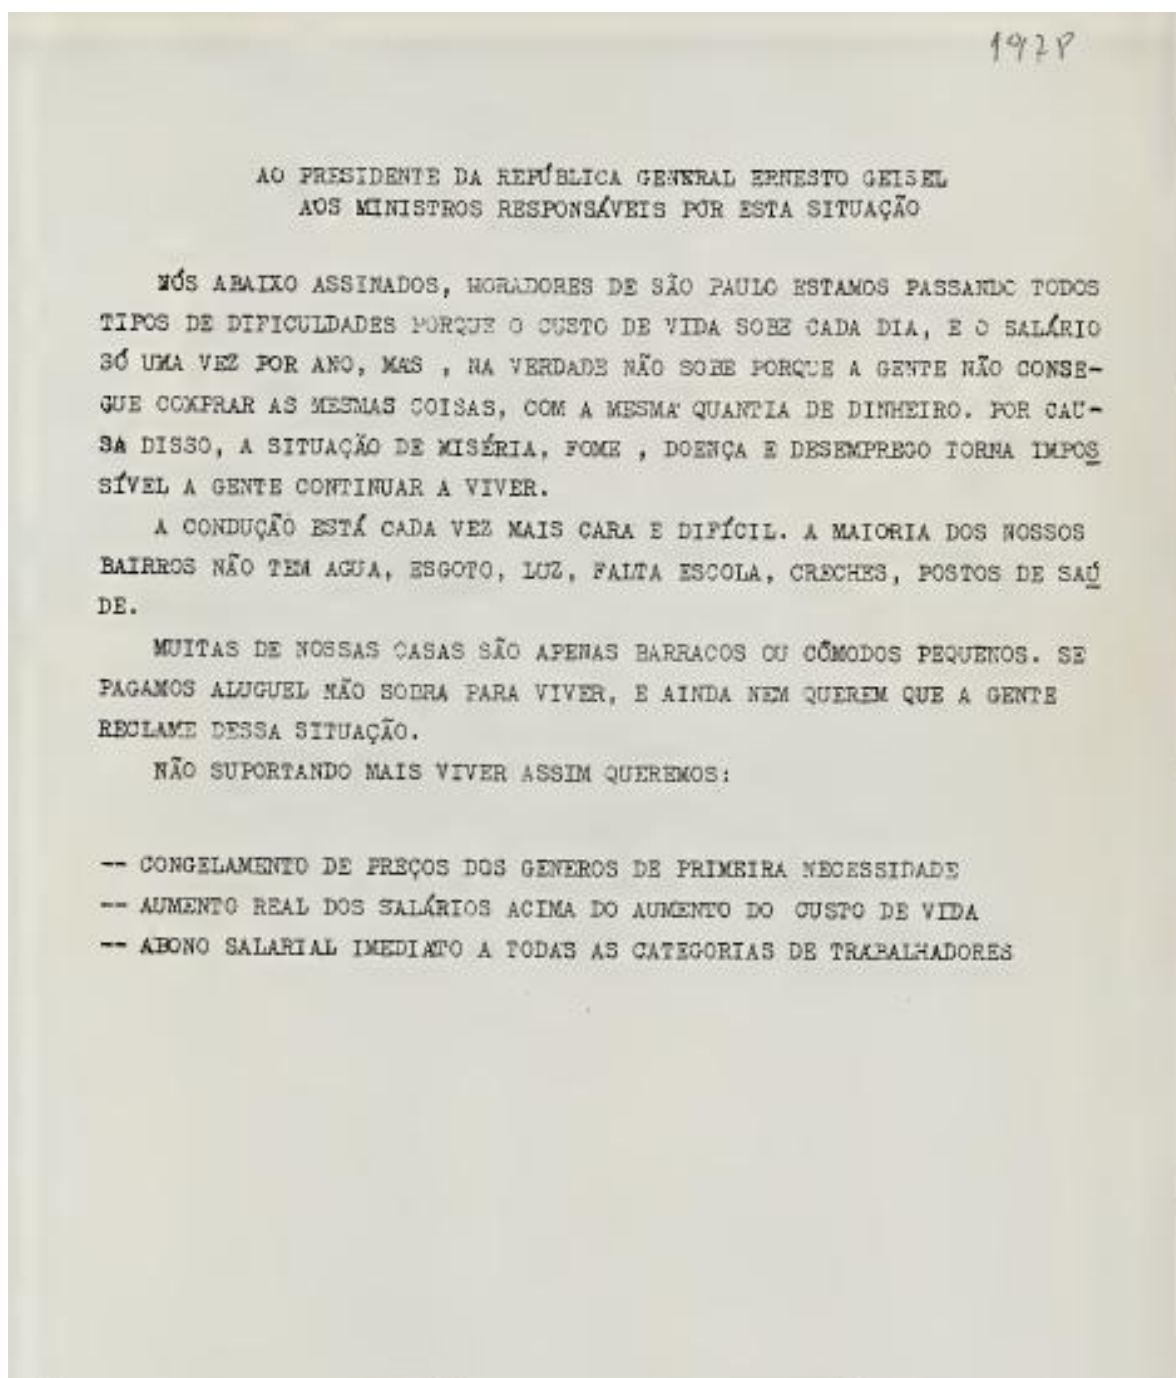 1978
AO PRESIDENTE DA REPÚBLICA GENERAL ERNESTO GEISEL
AOS MINISTROS RESPONSÁVEIS POR ESTA SITUAÇÃO
NÓS ABAIXO ASSINADOS, MORADORES DE SÃO PAULO ESTAMOS PASSANDO TODOS
TIPOS DE DIFICULDADES PORQUE O CUSTO DE VIDA SOBE CADA DIA, E O SALÁRIO
SÓ UMA VEZ POR ANO, MAS , NA VERDADE NÃO SOBE PORQUE A GENTE NÃO CONSE-
GUE COMPRAR AS MESMAS COISAS, COM A MESMA QUANTIA DE DINHEIRO. POR CAU-
SA DISSO, A SITUAÇÃO DE MISÉRIA, FOME , DOENÇA E DESEMPREGO TORNA IMPOS
SÍVEL A GENTE CONTINUAR A VIVER.
A CONDUÇÃO ESTÁ CADA VEZ MAIS CARA E DIFÍCIL. A MAIORIA DOS NOSSOS
BAIRROS NÃO TEM AGUA, ESGOTO, LUZ, FALTA ESCOLA, CRECHES, POSTOS DE SAÚ
DE.
MUITAS DE NOSSAS CASAS SÃO APENAS BARRACOS OU CÔMODOS PEQUENOS. SE
PAGAMOS ALUGUEL NÃO SOBRA PARA VIVER, E AINDA NEM QUEREM QUE A GENTE
RECLAME DESSA SITUAÇÃO.
NÃO SUPORTANDO MAIS VIVER ASSIM QUEREMOS:
-- CONGELAMENTO DE PREÇOS DOS GENEROS DE PRIMEIRA NECESSIDADE
-- AUMENTO REAL DOS SALÁRIOS ACIMA DO AUMENTO DO CUSTO DE VIDA
-- ABONO SALARIAL IMEDIATO A TODAS AS CATEGORIAS DE TRABALHADORES